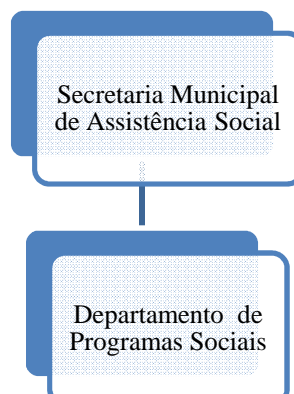 Secretaria Municipal
de Assistência Social
Departamento de
Programas Sociais